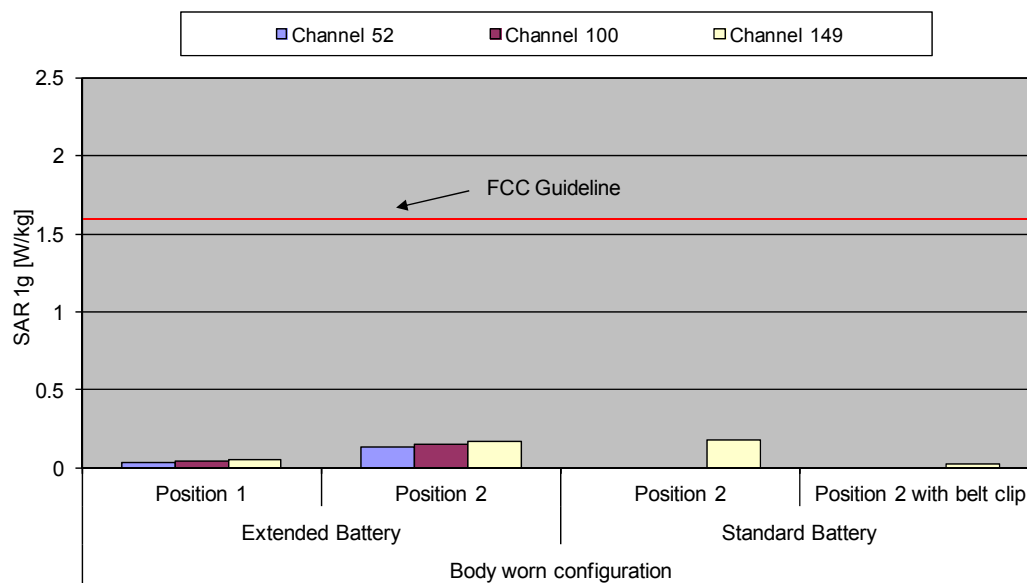 Channel 52 Channel 100 Channel 149
2.5
2
FCC Guideline
1.5
SAR 1g [W/kg]
1
0.5
0
Position 1 Position 2 Position 2 Position 2 with belt clip
Extended Battery Standard Battery
Body worn configuration